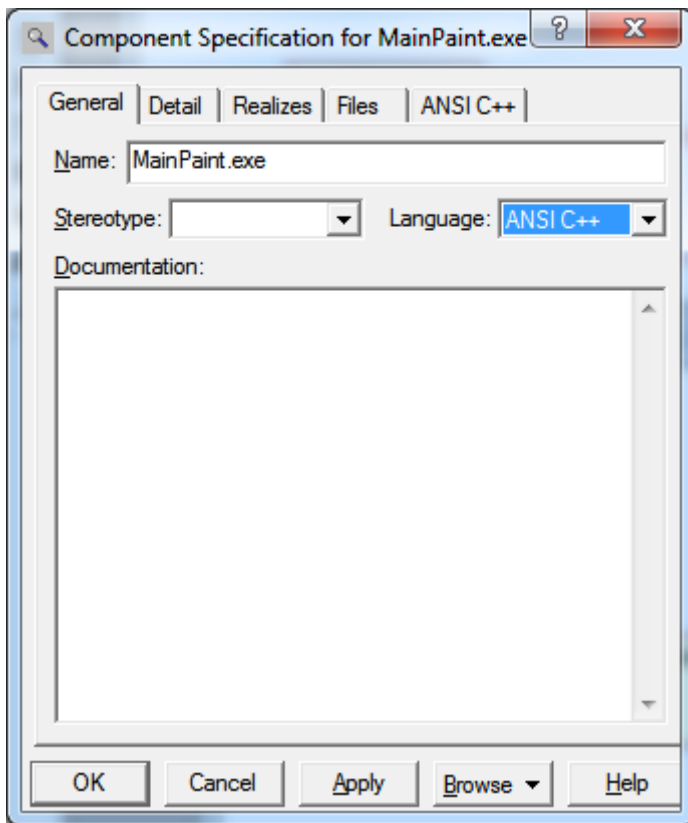 Component Specification for MainPaint.exe
General Detail Realizes Files ANSI C++
Name: MainPaint.exe
Stereotype: Language: ANSI C++
Documentation:
OK Cancel Apply Browse Help